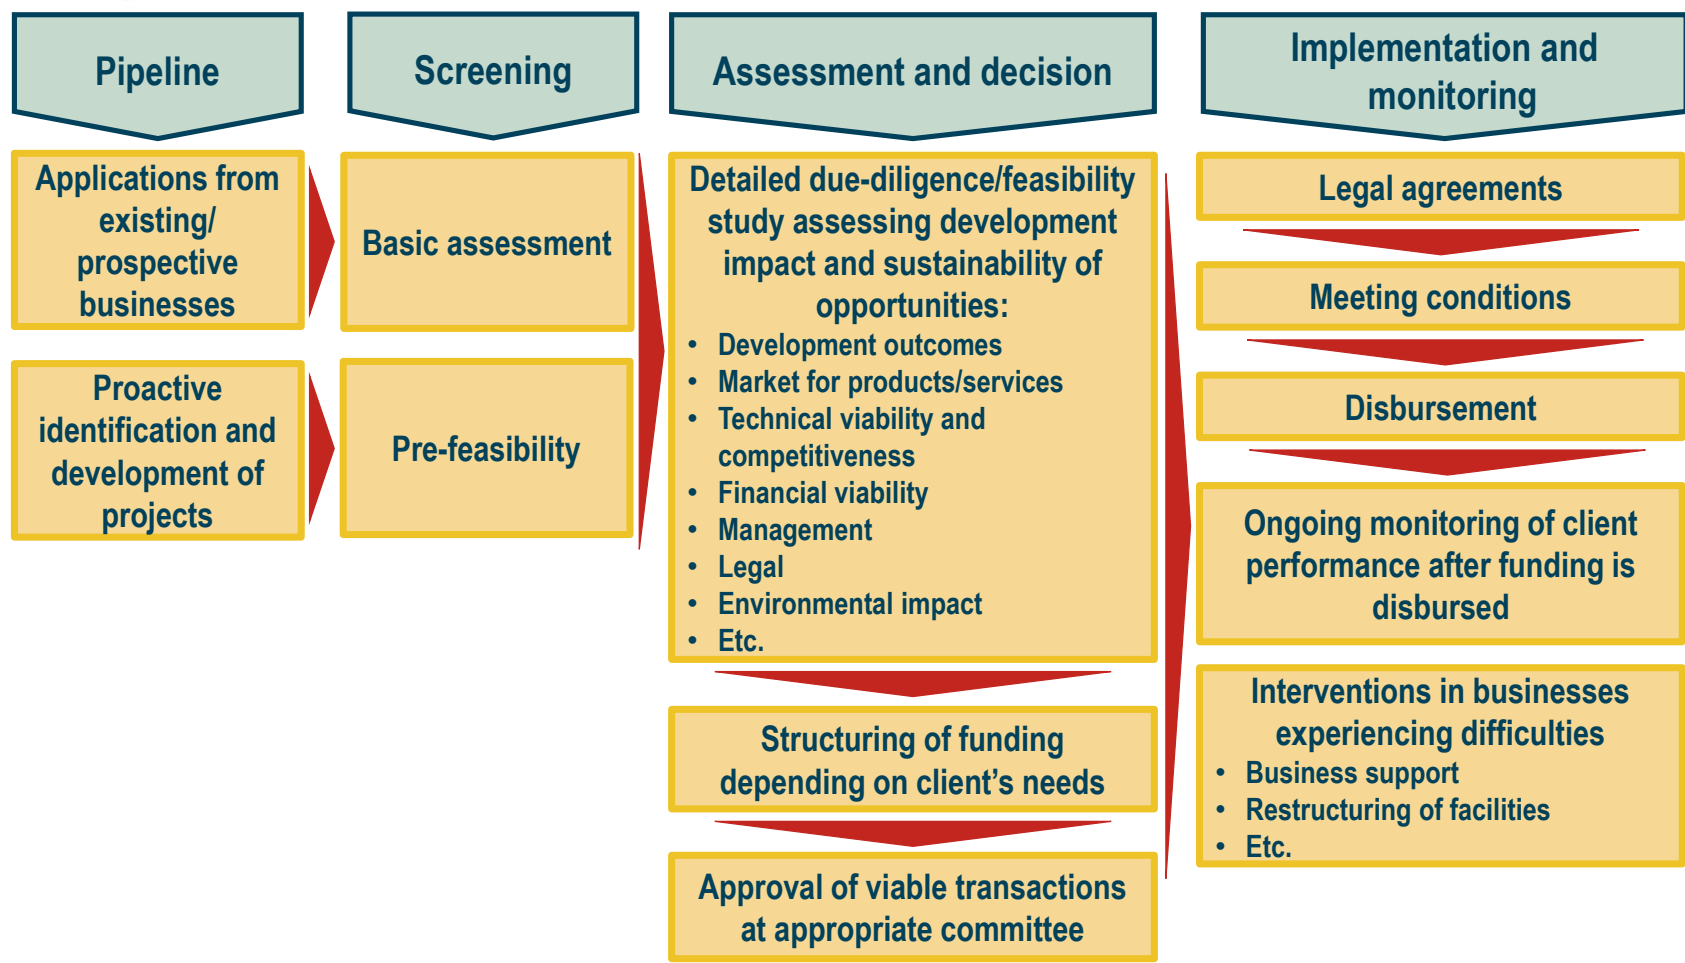 Pipeline
Applications from
existing/
prospective
businesses
Proactive
identification and
development of
projects
Screening
Basic assessment
Pre-feasibility
Assessment and decision
Detailed due-diligence/feasibility
study assessing development
impact and sustainability of
opportunities:
• Development outcomes
• Market for products/services
• Technical viability and
competitiveness
• Financial viability
• Management
• Legal
• Environmental impact
• Etc.
Structuring of funding
depending on client’s needs
Approval of viable transactions
at appropriate committee
Implementation and
monitoring
Legal agreements
Meeting conditions
Disbursement
Ongoing monitoring of client
performance after funding is
disbursed
Interventions in businesses
experiencing difficulties
• Business support
• Restructuring of facilities
• Etc.